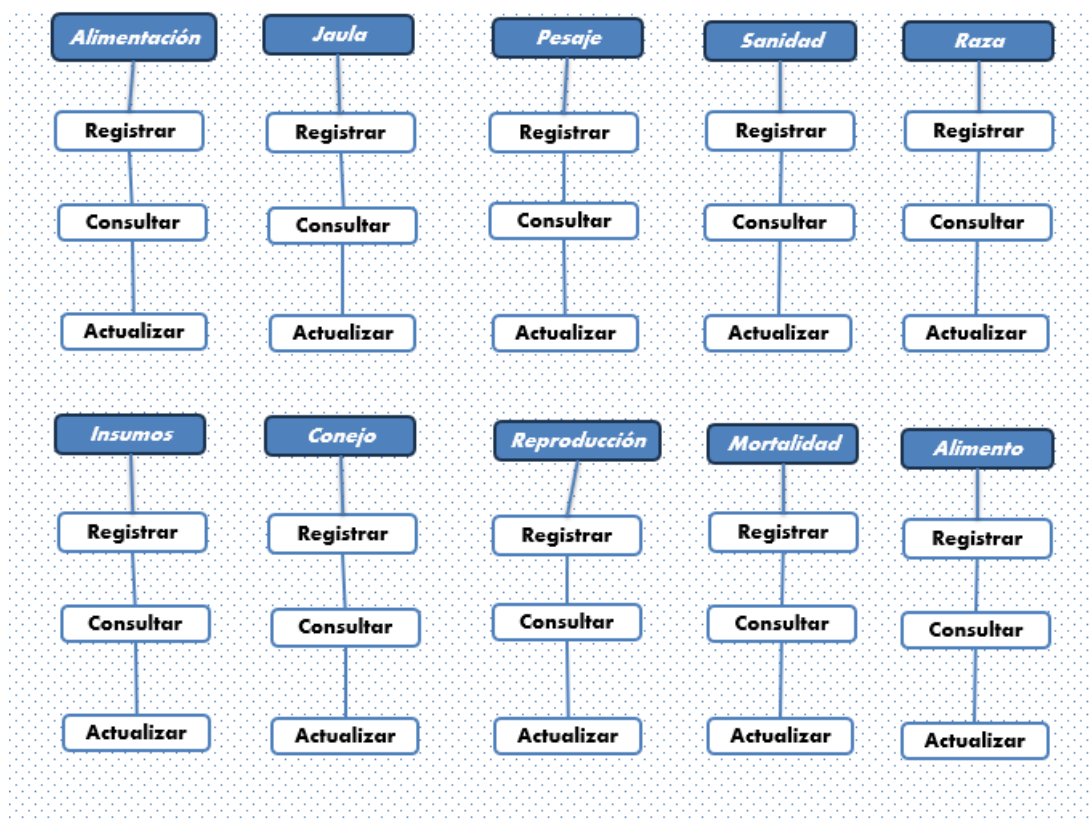 Alimentación
Jaula
Pesaje
Sanidad
Raza
Registrar
Registrar
Registrar
Registrar
Registrar
Consultar
Consultar
Consultar
Consultar
Consultar
Actualizar
Actualizar
Actualizar
Actualizar
Actualizar
Insumos
Conejo
Reproducción
Mortalidad
Alimento
Registrar
Registrar
Registrar
Registrar
Registrar
Consultar
Consultar
Consultar
Consultar
Consultar
Actualizar
Actualizar
Actualizar
Actualizar
Actualizar